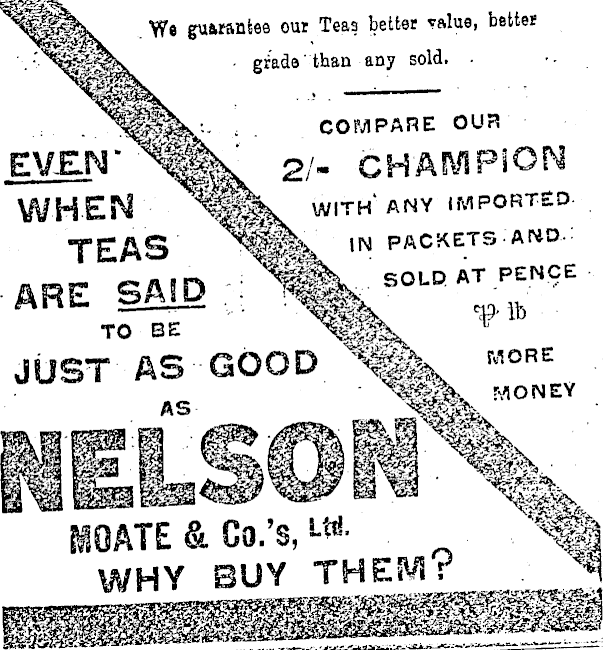 We guarantee our Teas better value, better
grade than any sold.
COMPARE OUR
2/- CHAMPION
WITH ANY IMPORTED
IN PACKETS AND
SOLD AT PENCE
℔ lb
MORE
MONEY
EVEN
WHEN
TEAS
ARE SAID
TO BE
JUST AS GOOD
AS
NELSON
MOATE & Co.'s, Ltd.
WHY BUY THEM?